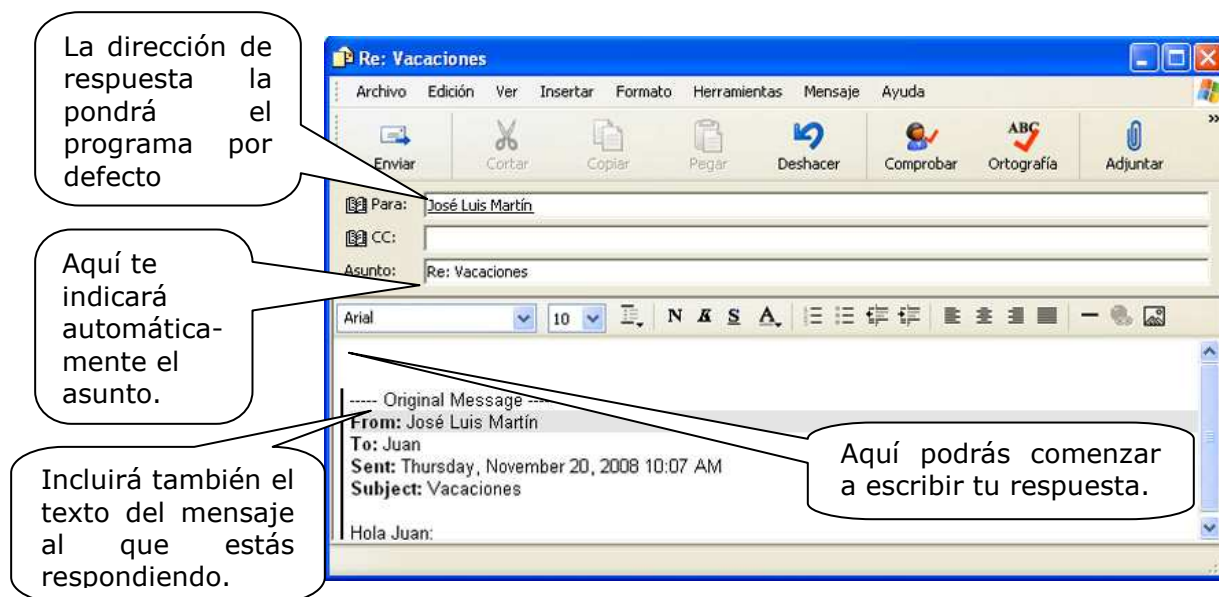 La dirección de
respuesta la
pondrá el
programa por
defecto
Re: Vacaciones
Archivo Edición Ver Insertar Formato Herramientas Mensaje Ayuda
ABC
Enviar Cortar Copiar Pegar Deshacer Comprobar Ortografía Adjuntar
Para: José Luis Martín
CC:
Asunto: Re: Vacaciones
Aquí te
indicará
automática-
mente el
asunto.
Arial 10 N K S A
----- Original Message -----
From: José Luis Martín
To: Juan
Sent: Thursday, November 20, 2008 10:07 AM
Subject: Vacaciones
Hola Juan:
Aquí podrás comenzar
a escribir tu respuesta.
Incluirá también el
texto del mensaje
al que estás
respondiendo.